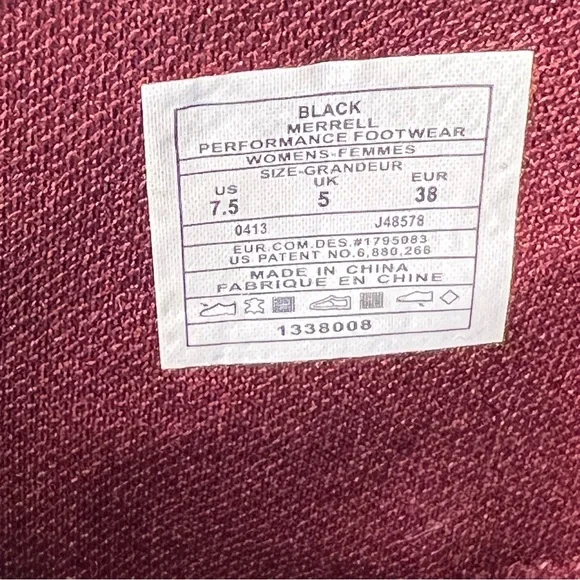 BLACK
MERRELL
PERFORMANCE FOOTWEAR
WOMENS-FEMMES
SIZE-GRANDEUR
US UK EUR
7.5 5 38
0413 J48578
EUR.COM.DES.#1795083
US PATENT NO.6,880,268
MADE IN CHINA
FABRIQUE EN CHINE
1338008